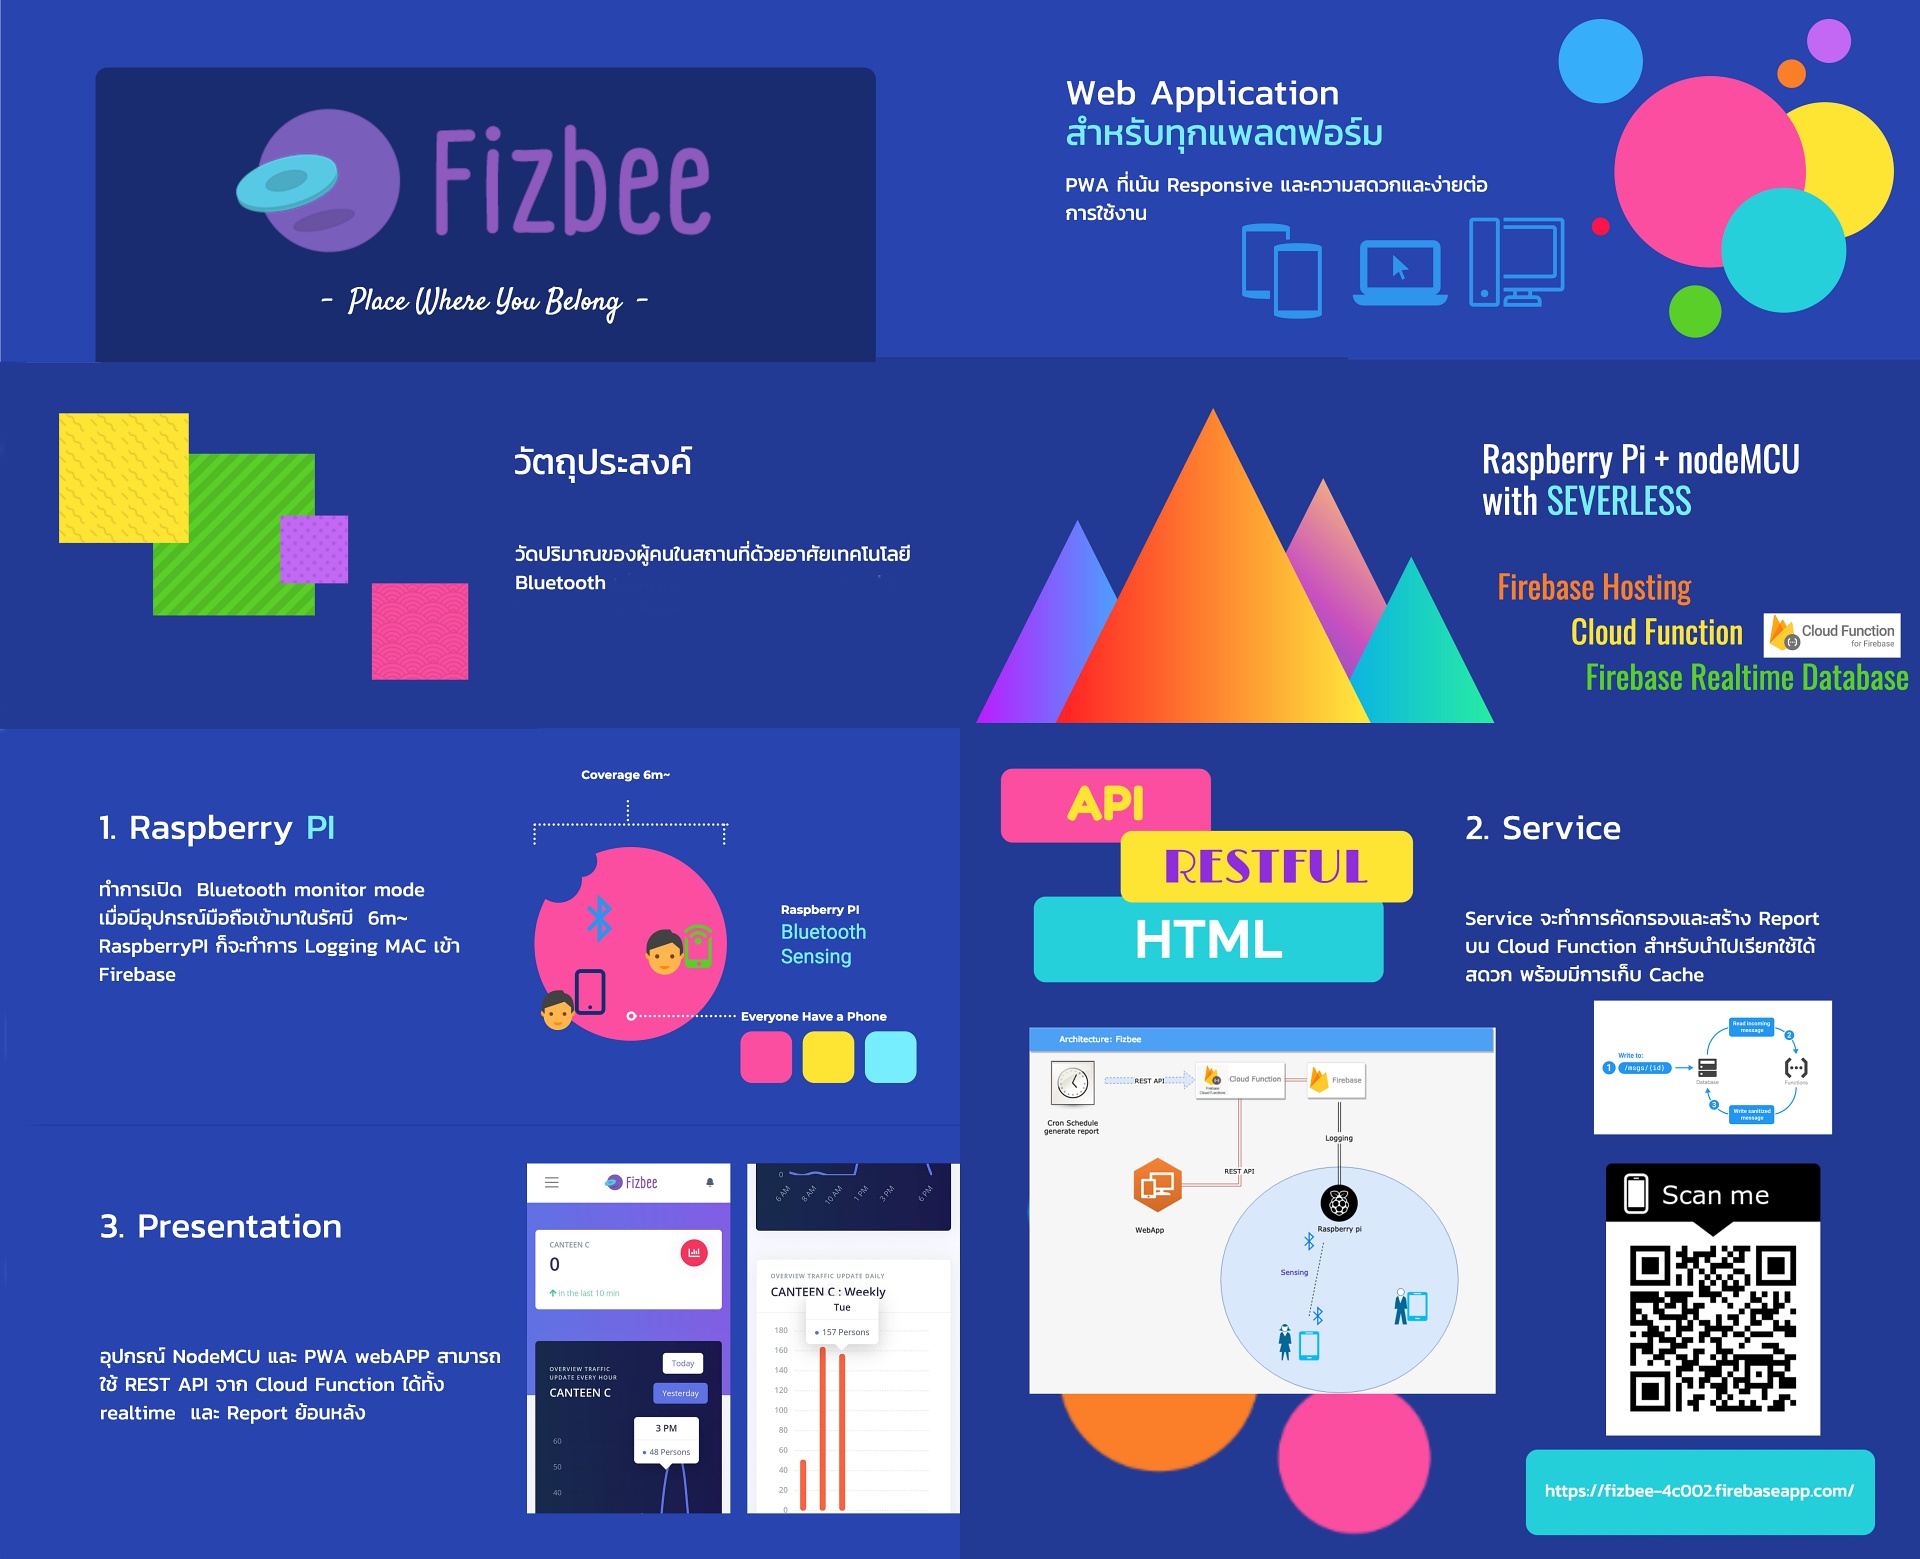 Fizbee
- Place Where You Belong -
Web Application
สำหรับทุกแพลตฟอร์ม
PWA ที่เน้น Responsive และความสดวกและง่ายต่อ
การใช้งาน
วัตถุประสงค์
วัดปริมาณของผู้คนในสถานที่ด้วยอาศัยเทคโนโลยี
Bluetooth
Raspberry Pi + nodeMCU
with SEVERLESS
Firebase Hosting
Cloud Function
Cloud Function
for Firebase
Firebase Realtime Database
1. Raspberry PI
ทำการเปิด Bluetooth monitor mode
เมื่อมีอุปกรณ์มือถือเข้ามาในรัศมี 6m~
RaspberryPI ก็จะทำการ Logging MAC เข้า
Firebase
Coverage 6m~
Raspberry PI
Bluetooth
Sensing
Everyone Have a Phone
API
RESTFUL
HTML
2. Service
Service จะทำการคัดกรองและสร้าง Report
บน Cloud Function สำหรับนำไปเรียกใช้ได้
สดวก พร้อมมีการเก็บ Cache
Read incoming
message
2
Write to:
1 /msgs/{id}
Database
Functions
3
Write sanitized
message
Architecture: Fizbee
REST API
Cloud Function
Firebase
Cloud Functions
Firebase
Cron Schedule
generate report
Logging
REST API
WebApp
Raspberry pi
Sensing
Scan me
https://fizbee-4c002.firebaseapp.com/
3. Presentation
อุปกรณ์ NodeMCU และ PWA webAPP สามารถ
ใช้ REST API จาก Cloud Function ได้ทั้ง
realtime และ Report ย้อนหลัง
Fizbee
CANTEEN C
0
in the last 10 min
OVERVIEW TRAFFIC
UPDATE EVERY HOUR
CANTEEN C
Today
Yesterday
3 PM
48 Persons
60
50
40
0
6 AM
8 AM
10 AM
1 PM
3 PM
6 PM
OVERVIEW TRAFFIC UPDATE DAILY
CANTEEN C : Weekly
Tue
157 Persons
180
160
140
120
100
80
60
40
20
0